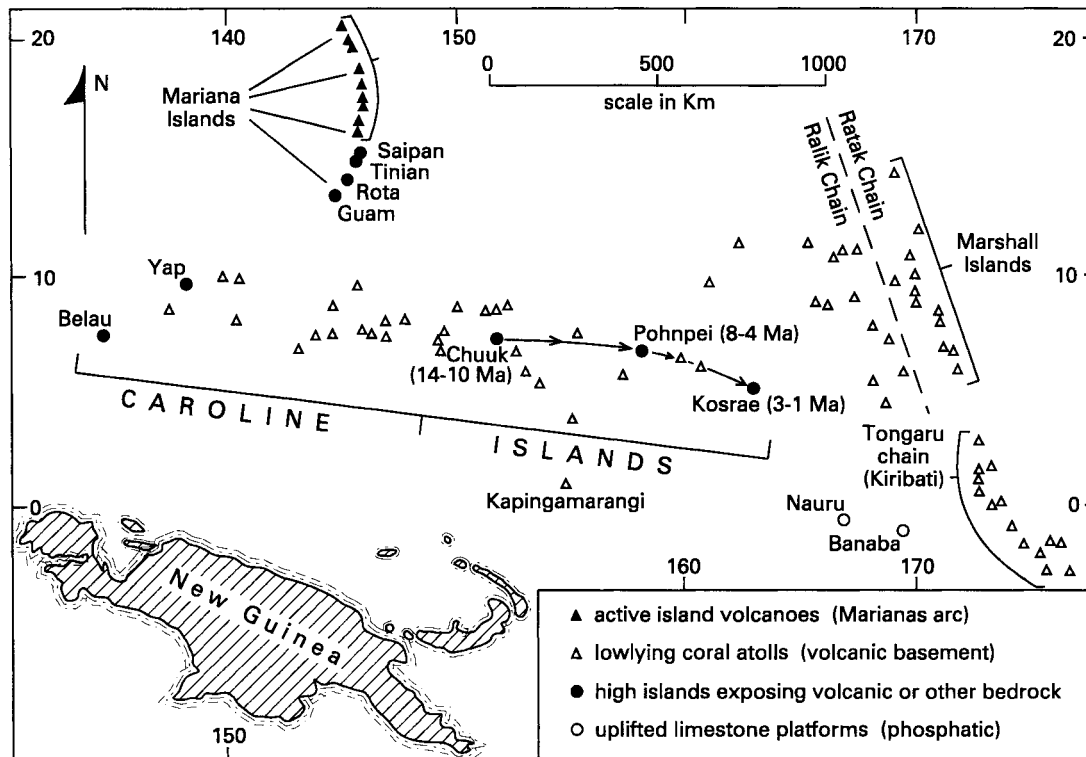 20
140
150
170
20
N
0
500
1000
scale in Km
Mariana
Islands
Saipan
Tinian
Rota
Guam
Ratak Chain
Ralik Chain
Marshall
Islands
10
10
Yap
Belau
Chuuk
(14-10 Ma)
Pohnpei (8-4 Ma)
Kosrae (3-1 Ma)
CAROLINE
ISLANDS
Tongaru
chain
(Kiribati)
Kapingamarangi
Nauru
Banaba
0
0
New Guinea
150
160
170
active island volcanoes (Marianas arc)
lowlying coral atolls (volcanic basement)
high islands exposing volcanic or other bedrock
uplifted limestone platforms (phosphatic)